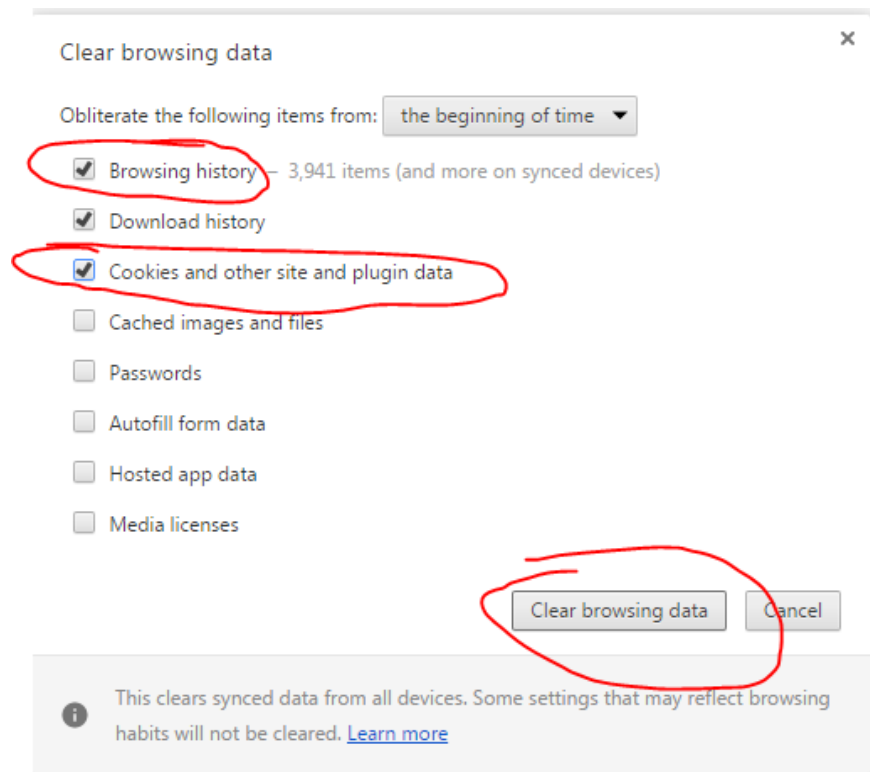 Clear browsing data
Obliterate the following items from: the beginning of time
Browsing history – 3,941 items (and more on synced devices)
Download history
Cookies and other site and plugin data
Cached images and files
Passwords
Autofill form data
Hosted app data
Media licenses
Clear browsing data Cancel
This clears synced data from all devices. Some settings that may reflect browsing
habits will not be cleared. Learn more